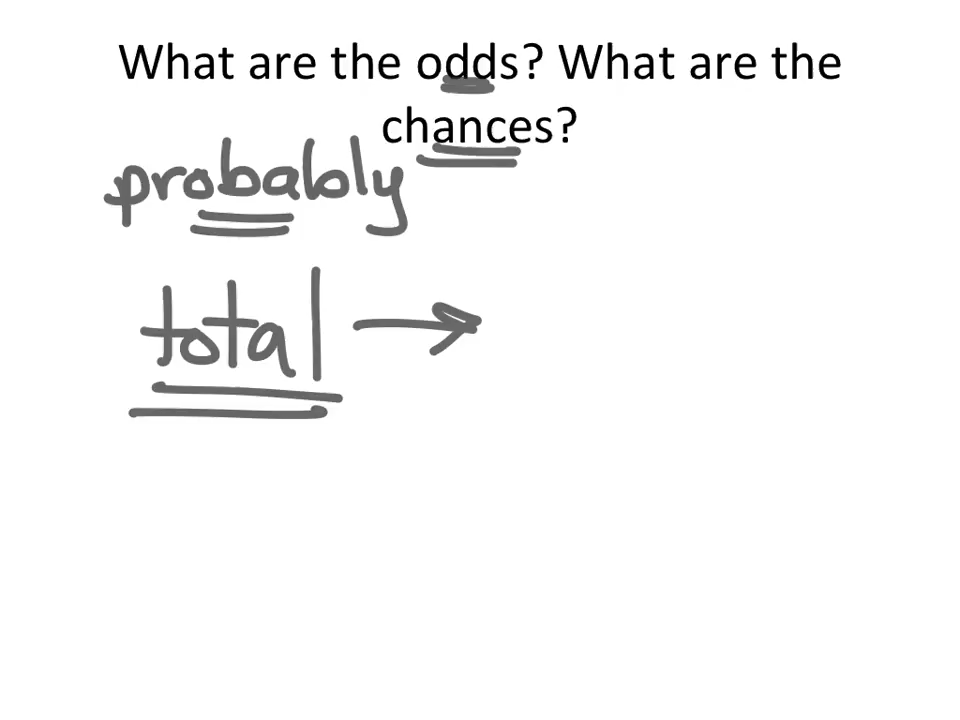 What are the odds? What are the
chances?
probably
total →